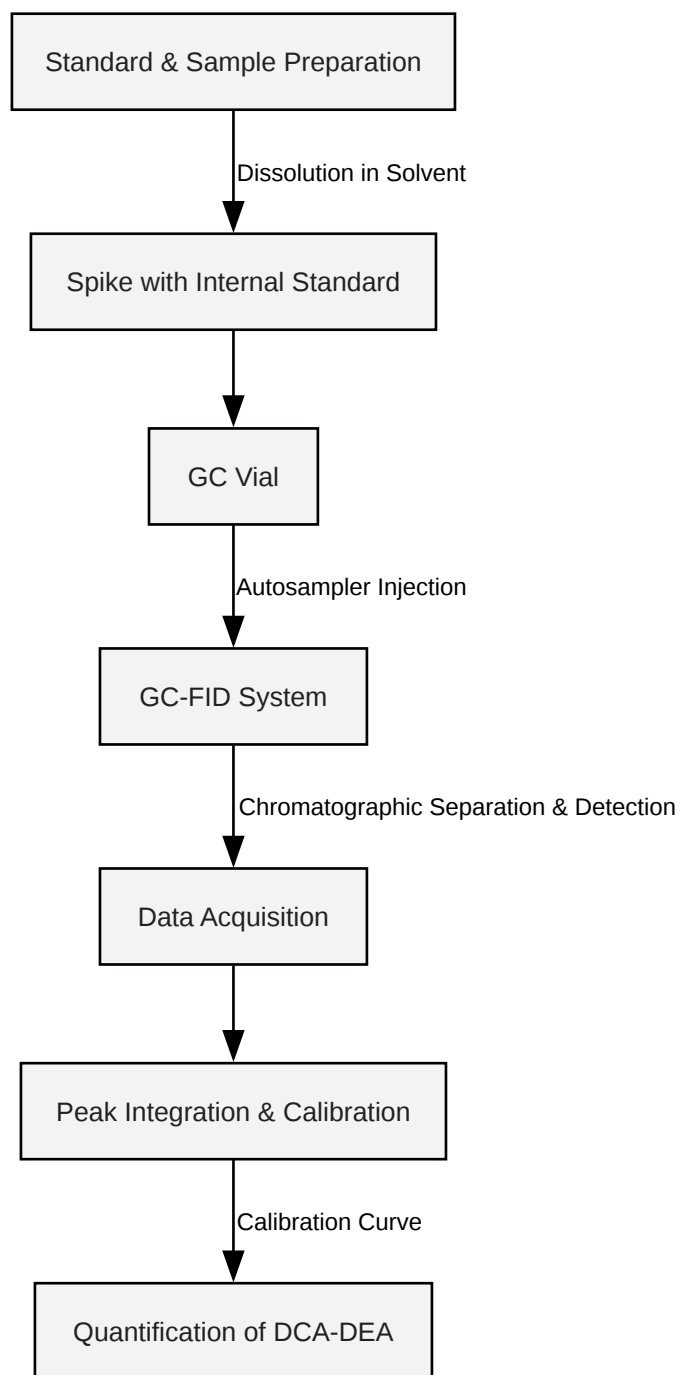 Standard & Sample Preparation
Dissolution in Solvent
Spike with Internal Standard
GC Vial
Autosampler Injection
GC-FID System
Chromatographic Separation & Detection
Data Acquisition
Peak Integration & Calibration
Calibration Curve
Quantification of DCA-DEA